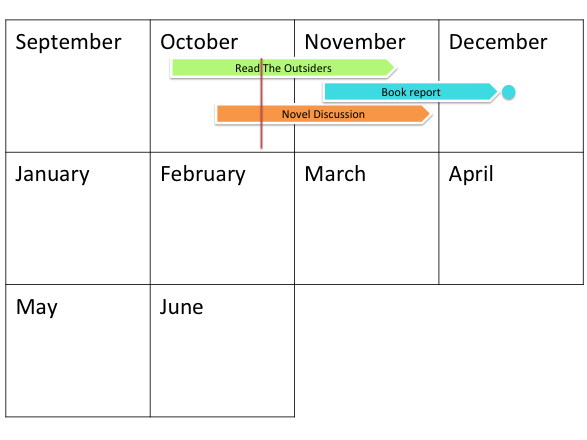 September
October
November
December
Read The Outsiders
Book report
Novel Discussion
January
February
March
April
May
June